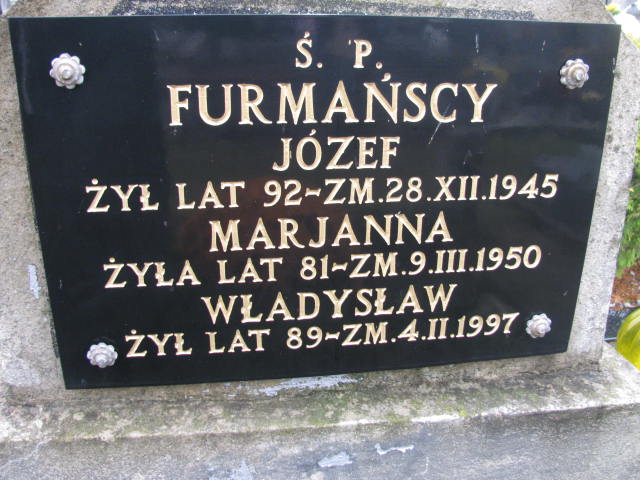 Ś. P.
FURMAŃSCY
JÓZEF
ŻYŁ LAT 92-ZM.28.XII.1945
MARJANNA
ŻYŁA LAT 81-ZM.9.III.1950
WŁADYSŁAW
ŻYŁ LAT 89-ZM.4.II.1997